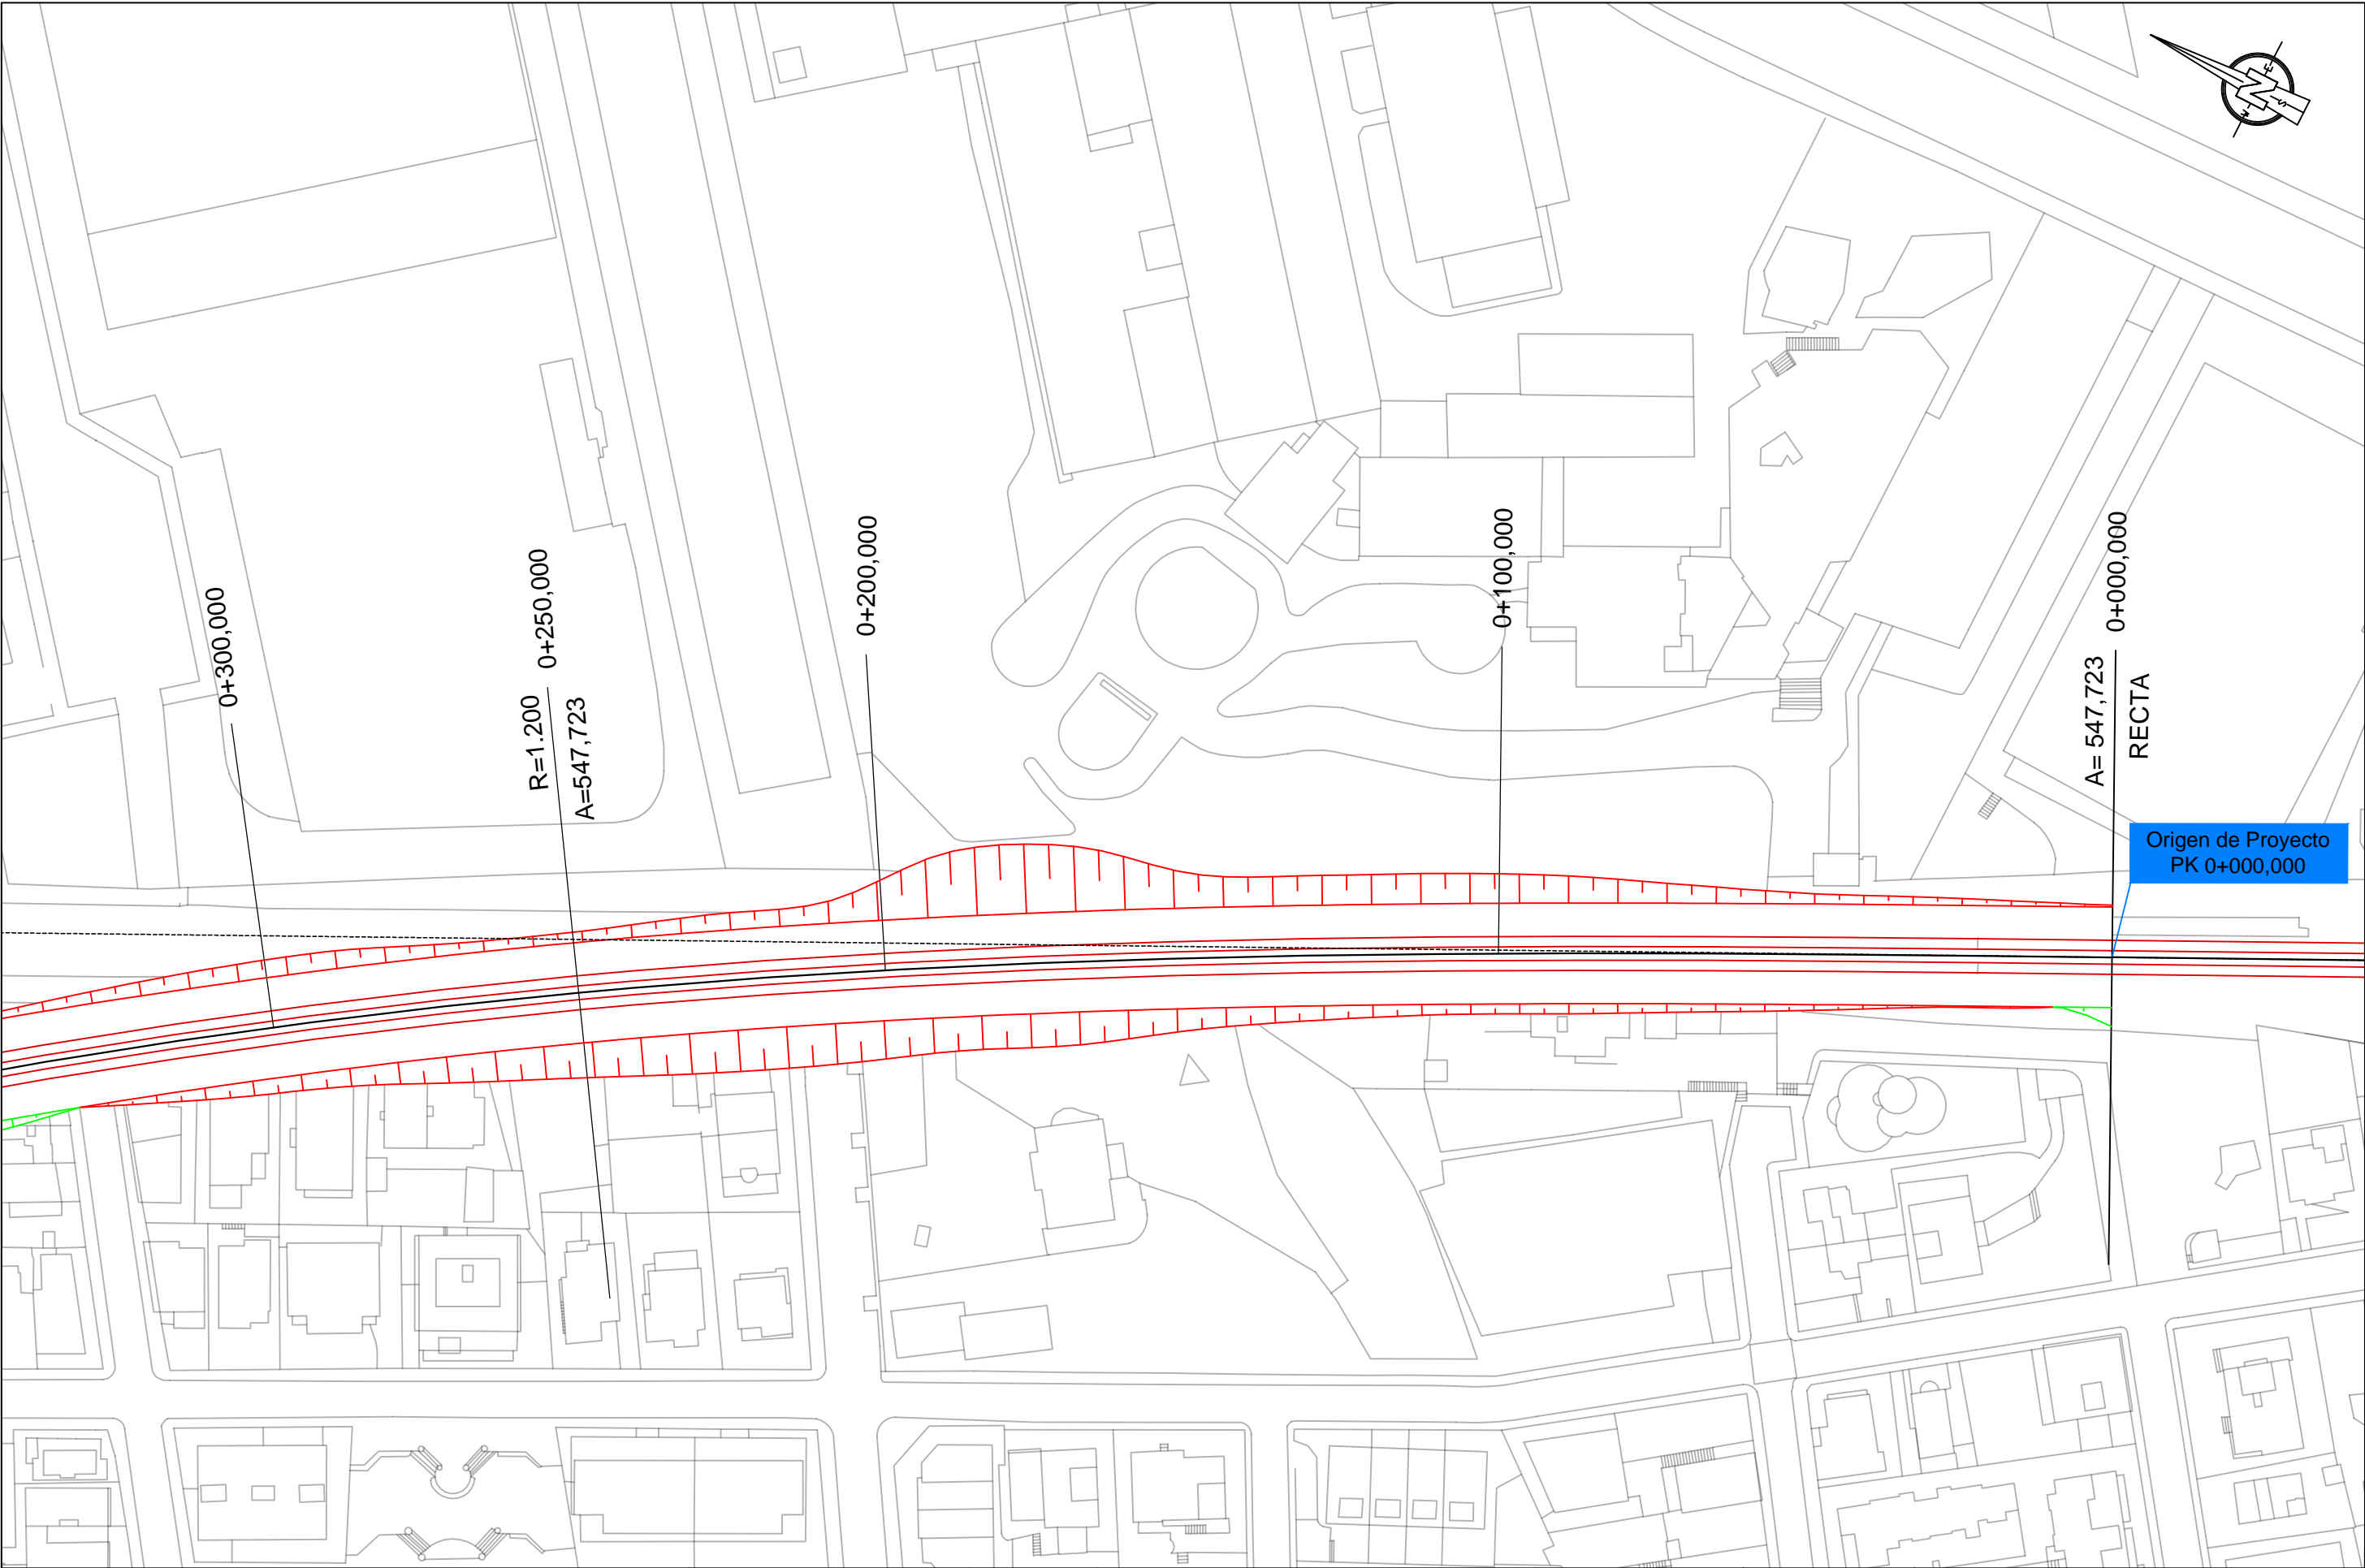 N
S
0+300,000
R=1.200
0+250,000
A=547,723
0+200,000
0+100,000
A= 547,723
0+000,000
RECTA
Origen de Proyecto
PK 0+000,000